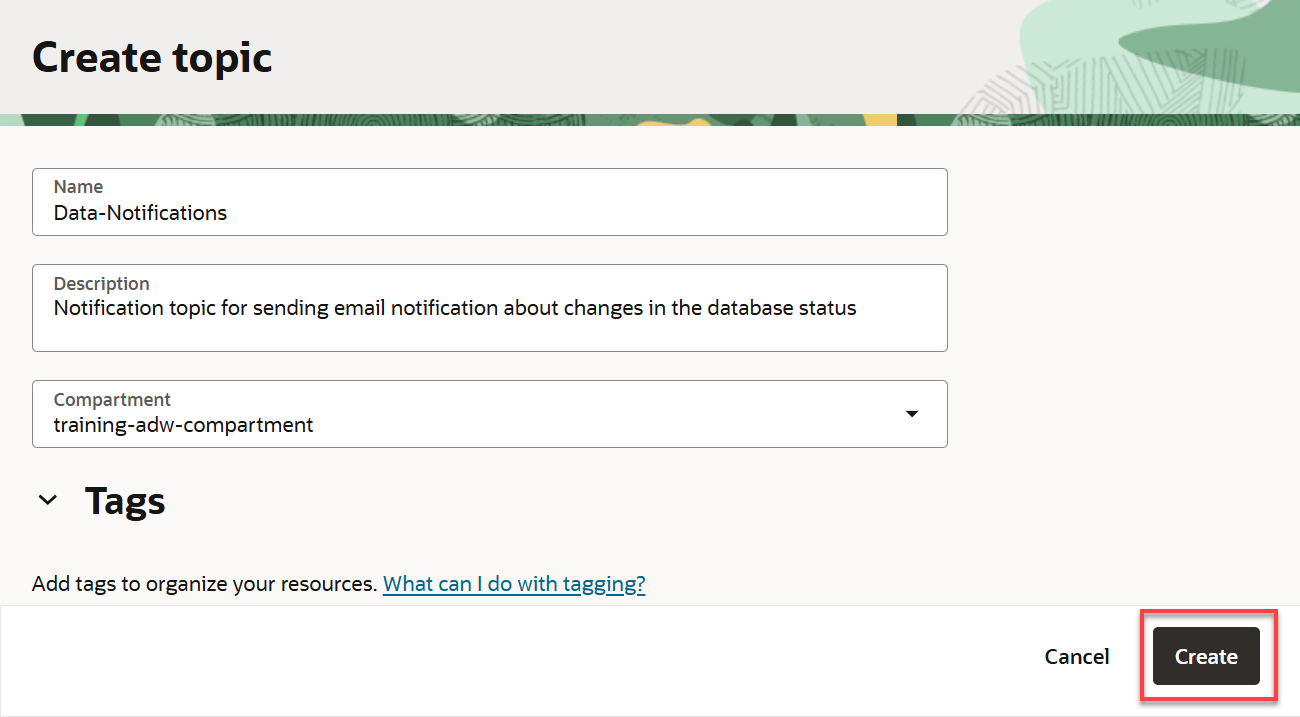 Create topic
Name
Data-Notifications
Description
Notification topic for sending email notification about changes in the database status
Compartment
training-adw-compartment
Tags
Add tags to organize your resources. What can I do with tagging?
Cancel
Create